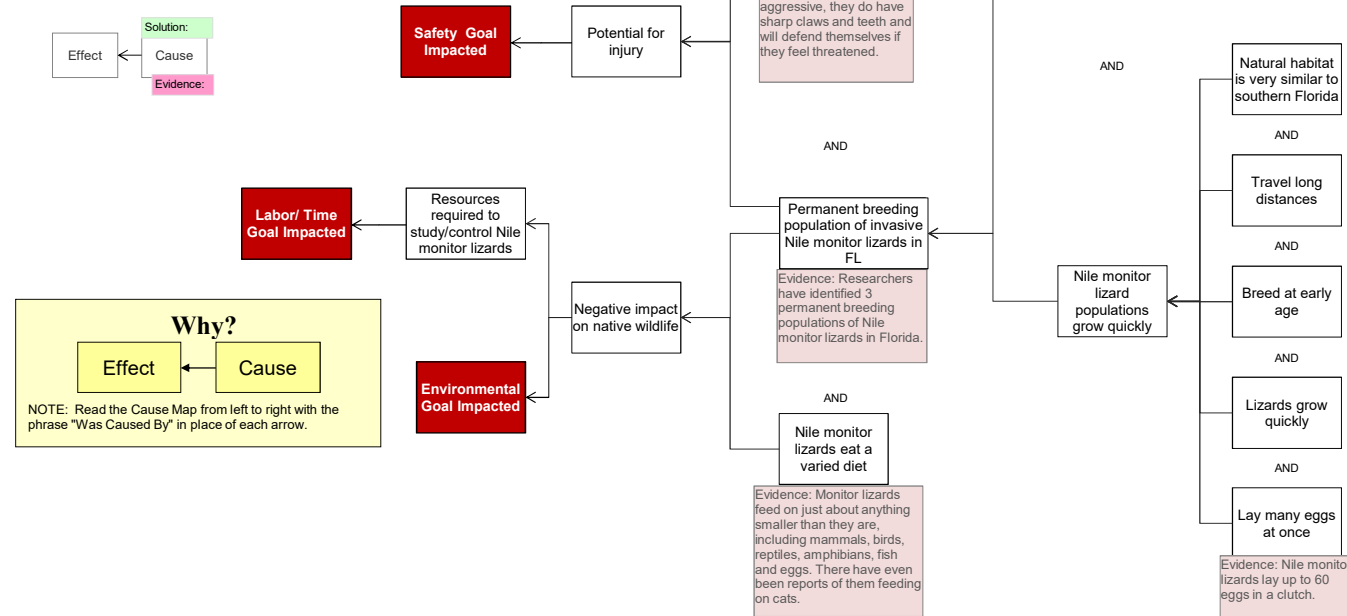 aggressive, they do have
sharp claws and teeth and
will defend themselves if
they feel threatened.
Solution:
Effect
Cause
Evidence:
Safety Goal
Impacted
Potential for
injury
AND
Natural habitat
is very similar to
southern Florida
AND
AND
Travel long
distances
Labor/ Time
Goal Impacted
Resources
required to
study/control Nile
monitor lizards
Permanent breeding
population of invasive
Nile monitor lizards in
FL
Evidence: Researchers
have identified 3
permanent breeding
populations of Nile
monitor lizards in Florida.
AND
Nile monitor
lizard
populations
grow quickly
Breed at early
age
Negative impact
on native wildlife
Why?
Effect
Cause
NOTE: Read the Cause Map from left to right with the
phrase "Was Caused By" in place of each arrow.
AND
Environmental
Goal Impacted
AND
Lizards grow
quickly
Nile monitor
lizards eat a
varied diet
AND
Evidence: Monitor lizards
feed on just about anything
smaller than they are,
including mammals, birds,
reptiles, amphibians, fish
and eggs. There have even
been reports of them feeding
on cats.
Lay many eggs
at once
Evidence: Nile monito
lizards lay up to 60
eggs in a clutch.